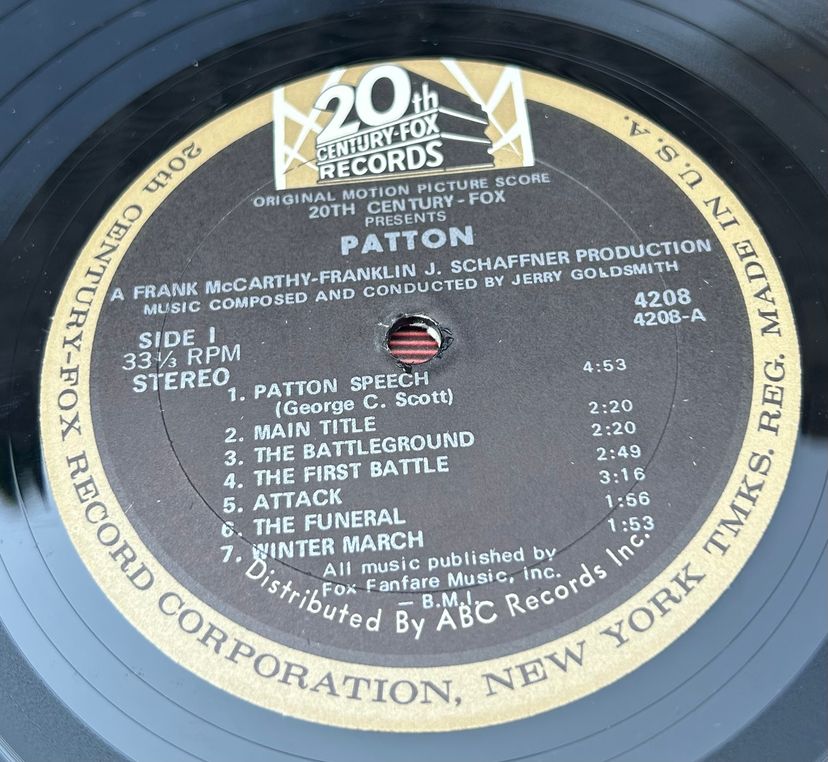 20th
CENTURY-FOX
RECORDS
ORIGINAL MOTION PICTURE SCORE
20TH CENTURY-FOX
PRESENTS
PATTON
A FRANK McCARTHY-FRANKLIN J. SCHAFFNER PRODUCTION
MUSIC COMPOSED AND CONDUCTED BY JERRY GOLDSMITH
SIDE 1
33⅓ RPM
STEREO
4208
4208-A
1. PATTON SPEECH 4:53
(George C. Scott)
2. MAIN TITLE 2:20
3. THE BATTLEGROUND 2:20
4. THE FIRST BATTLE 2:49
5. ATTACK 3:16
6. THE FUNERAL 1:56
7. WINTER MARCH 1:53
All music published by
Fox Fanfare Music, Inc.
— B.M.I.
Distributed By ABC Records Inc.
20th CENTURY-FOX RECORD CORPORATION, NEW YORK TMKS. REG. MADE IN U.S.A.